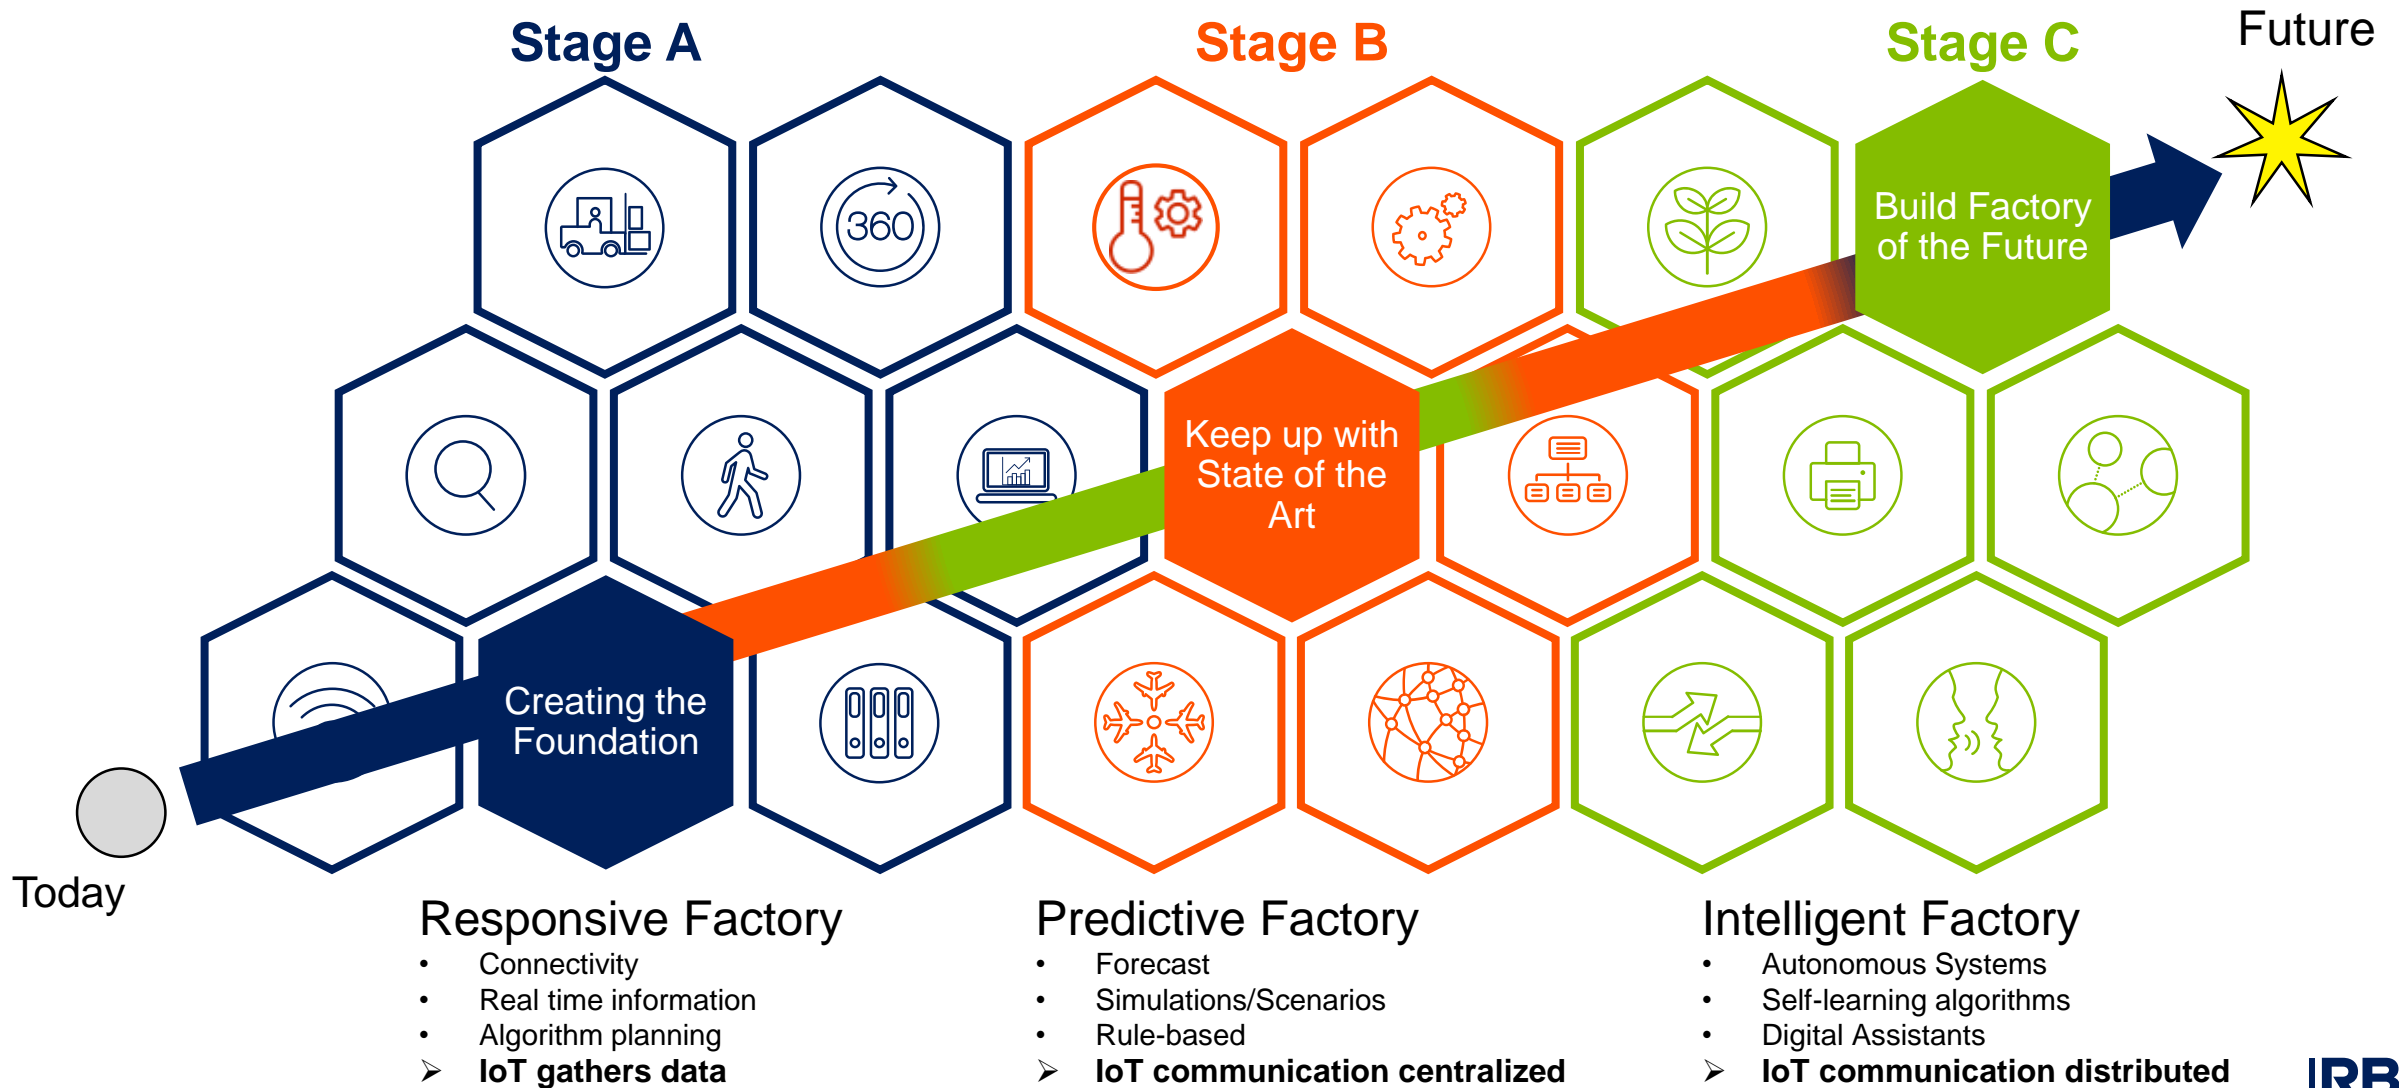 Stage A
Stage B
Stage C
Future
360
Build Factory
of the Future
Keep up with
State of the
Art
Creating the
Foundation
Today
Responsive Factory
• Connectivity
• Real time information
• Algorithm planning
➢ IoT gathers data
Predictive Factory
• Forecast
• Simulations/Scenarios
• Rule-based
➢ IoT communication centralized
Intelligent Factory
• Autonomous Systems
• Self-learning algorithms
• Digital Assistants
➢ IoT communication distributed